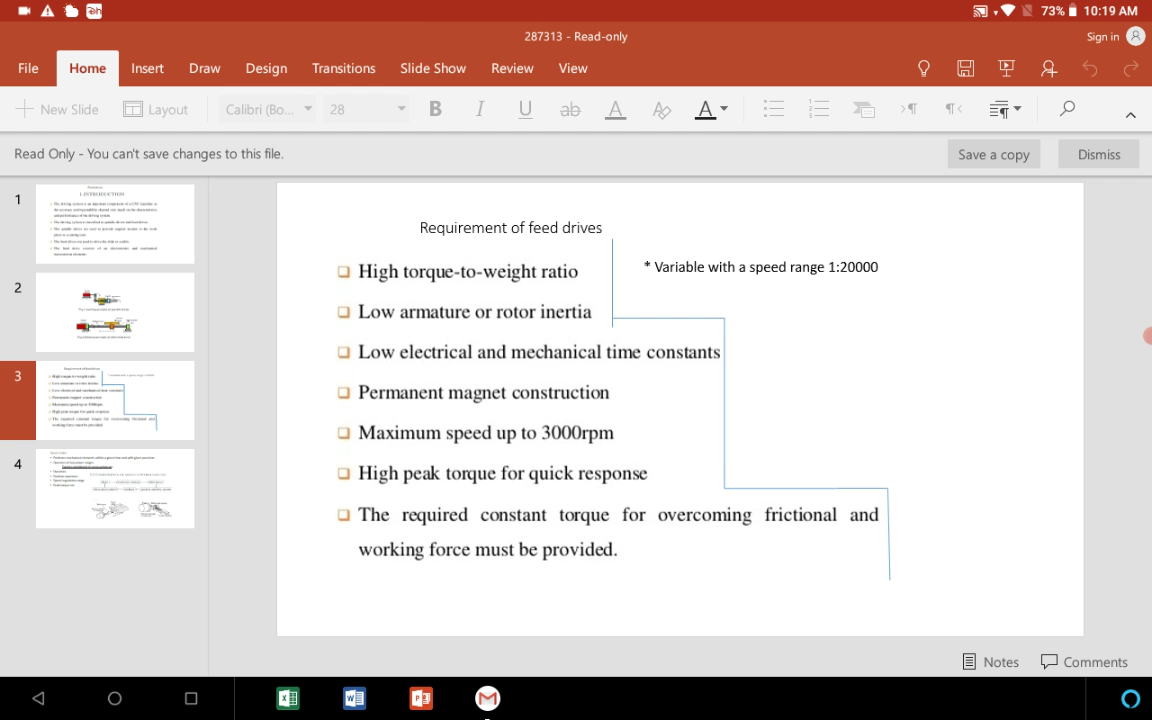 73% 10:19 AM
287313 - Read-only
Sign in
File Home Insert Draw Design Transitions Slide Show Review View
New Slide Layout Calibri (Bo... 28 B I U ab A A A
Read Only - You can't save changes to this file.
Save a copy Dismiss
1
1. INTRODUCTION
2
3
4
Requirement of feed drives
* Variable with a speed range 1:20000
High torque-to-weight ratio
Low armature or rotor inertia
Low electrical and mechanical time constants
Permanent magnet construction
Maximum speed up to 3000rpm
High peak torque for quick response
The required constant torque for overcoming frictional and
working force must be provided.
Notes Comments